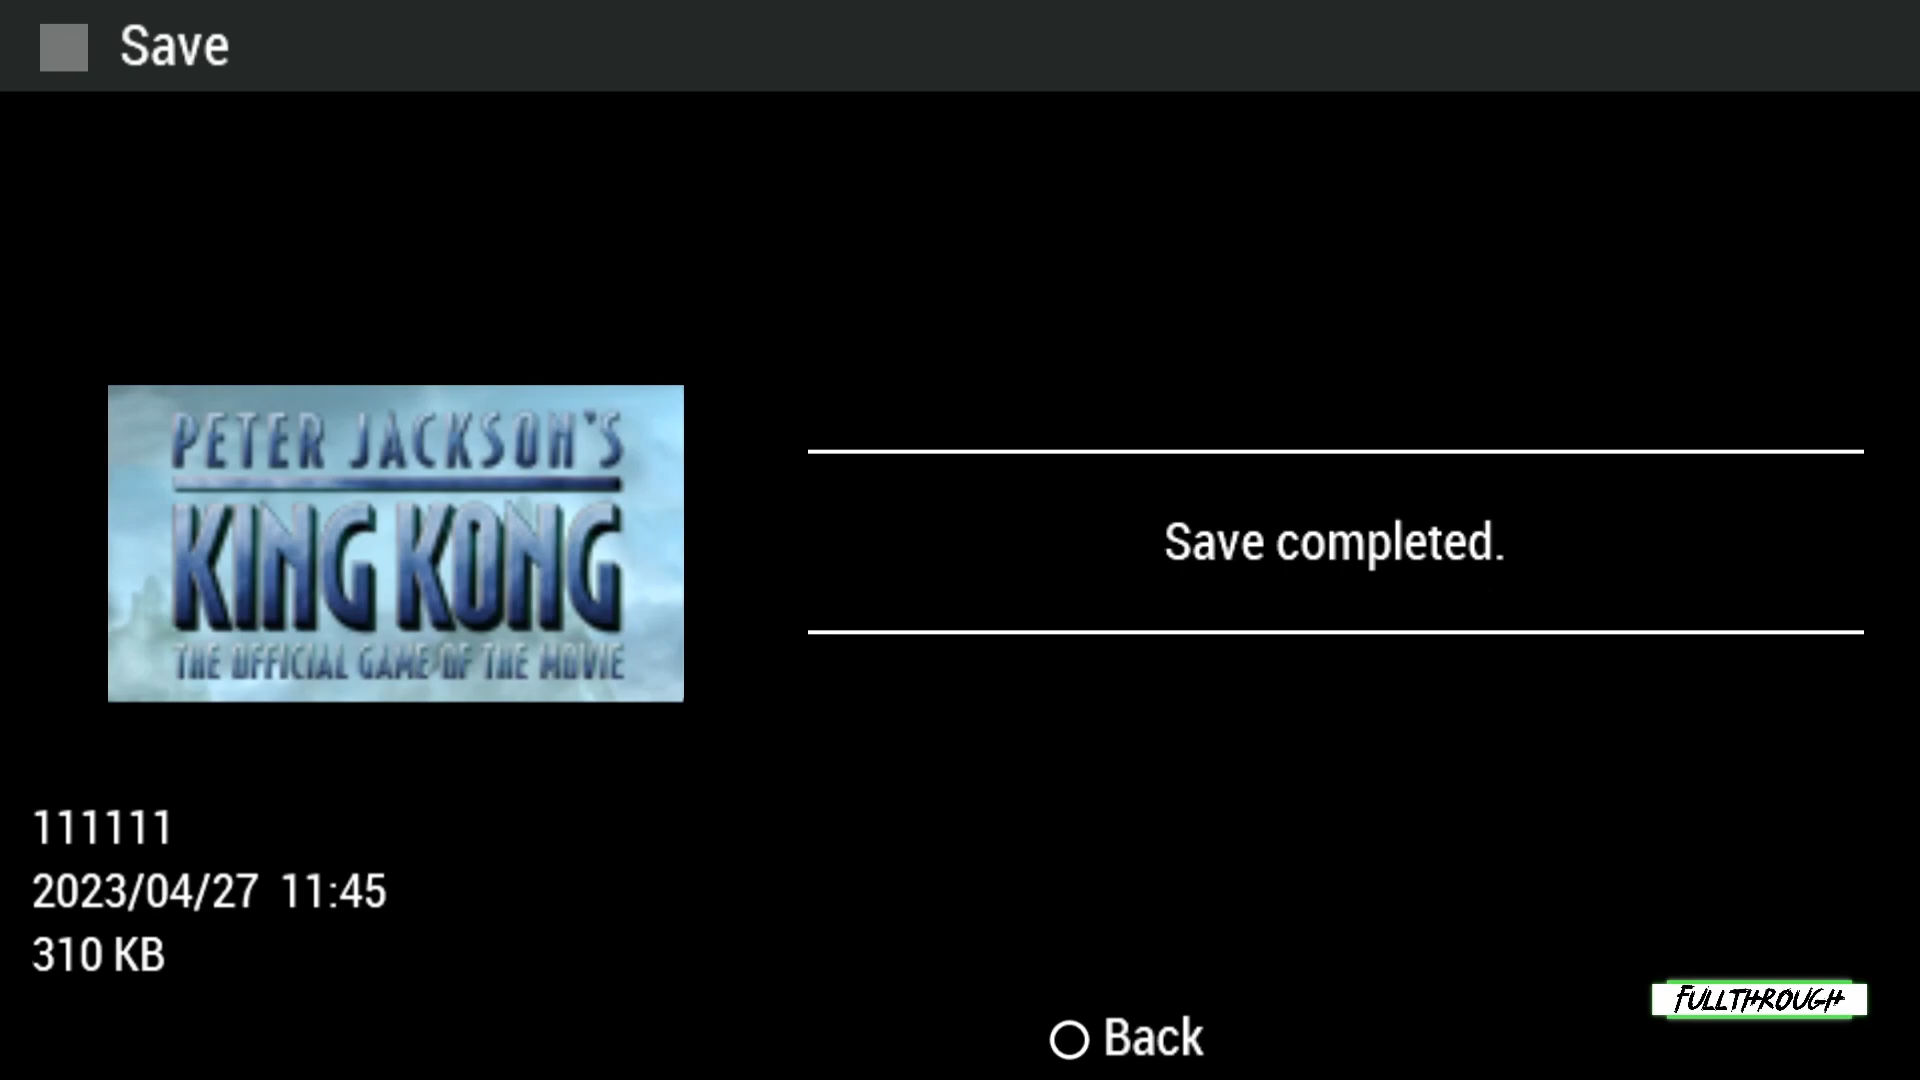 Save
PETER JACKSON'S
KING KONG
THE OFFICIAL GAME OF THE MOVIE
Save completed.
111111
2023/04/27 11:45
310 KB
FULLTHROUGH
Back